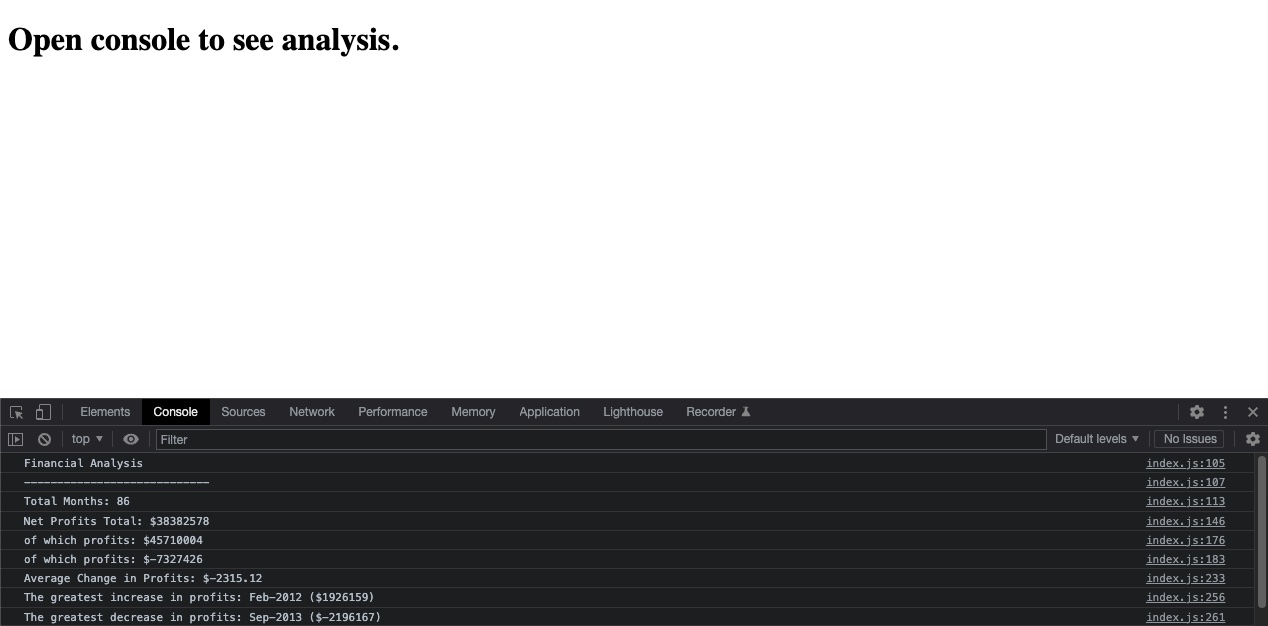 Open console to see analysis.
Elements Console Sources Network Performance Memory Application Lighthouse Recorder
top Filter Default levels No Issues
Financial Analysis index.js:105
---------------------------- index.js:107
Total Months: 86 index.js:113
Net Profits Total: $38382578 index.js:146
of which profits: $45710004 index.js:176
of which profits: $-7327426 index.js:183
Average Change in Profits: $-2315.12 index.js:233
The greatest increase in profits: Feb-2012 ($1926159) index.js:256
The greatest decrease in profits: Sep-2013 ($-2196167) index.js:261